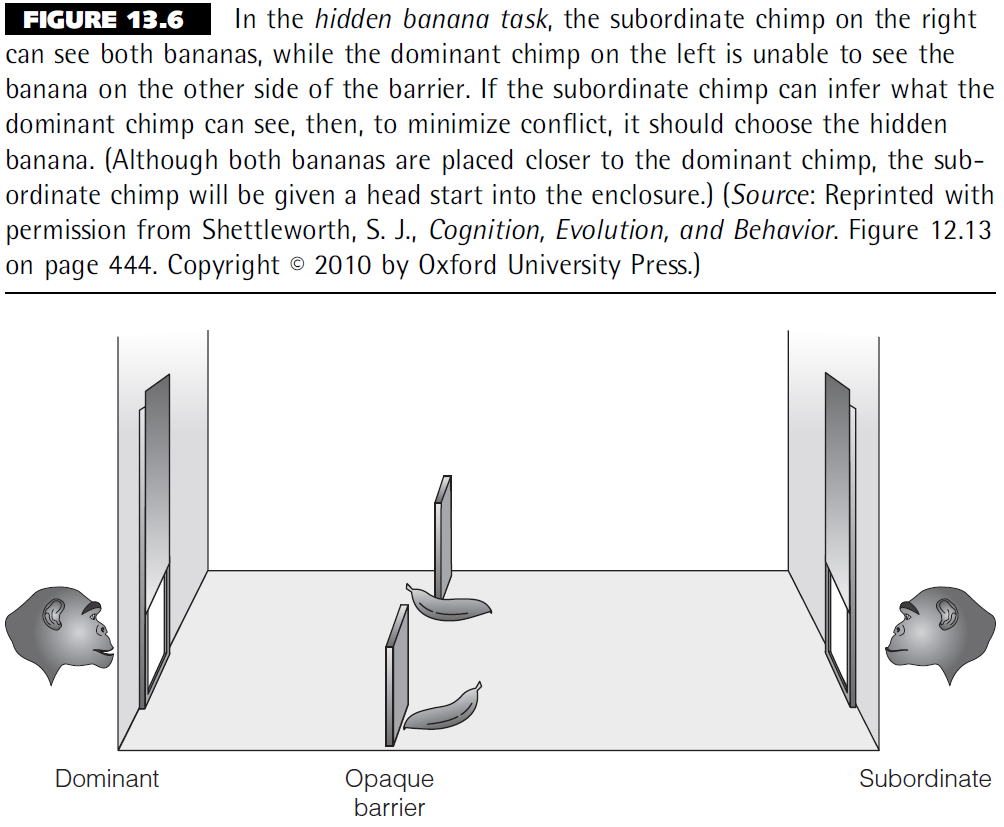 FIGURE 13.6 In the hidden banana task, the subordinate chimp on the right
can see both bananas, while the dominant chimp on the left is unable to see the
banana on the other side of the barrier. If the subordinate chimp can infer what the
dominant chimp can see, then, to minimize conflict, it should choose the hidden
banana. (Although both bananas are placed closer to the dominant chimp, the sub-
ordinate chimp will be given a head start into the enclosure.) (Source: Reprinted with
permission from Shettleworth, S. J., Cognition, Evolution, and Behavior. Figure 12.13
on page 444. Copyright © 2010 by Oxford University Press.)
Dominant
Opaque
barrier
Subordinate